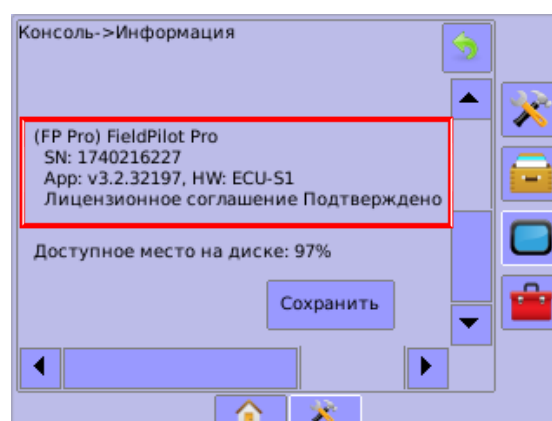 Консоль->Информация
(FP Pro) FieldPilot Pro
SN: 1740216227
App: v3.2.32197, HW: ECU-S1
Лицензионное соглашение Подтверждено
Доступное место на диске: 97%
Сохранить